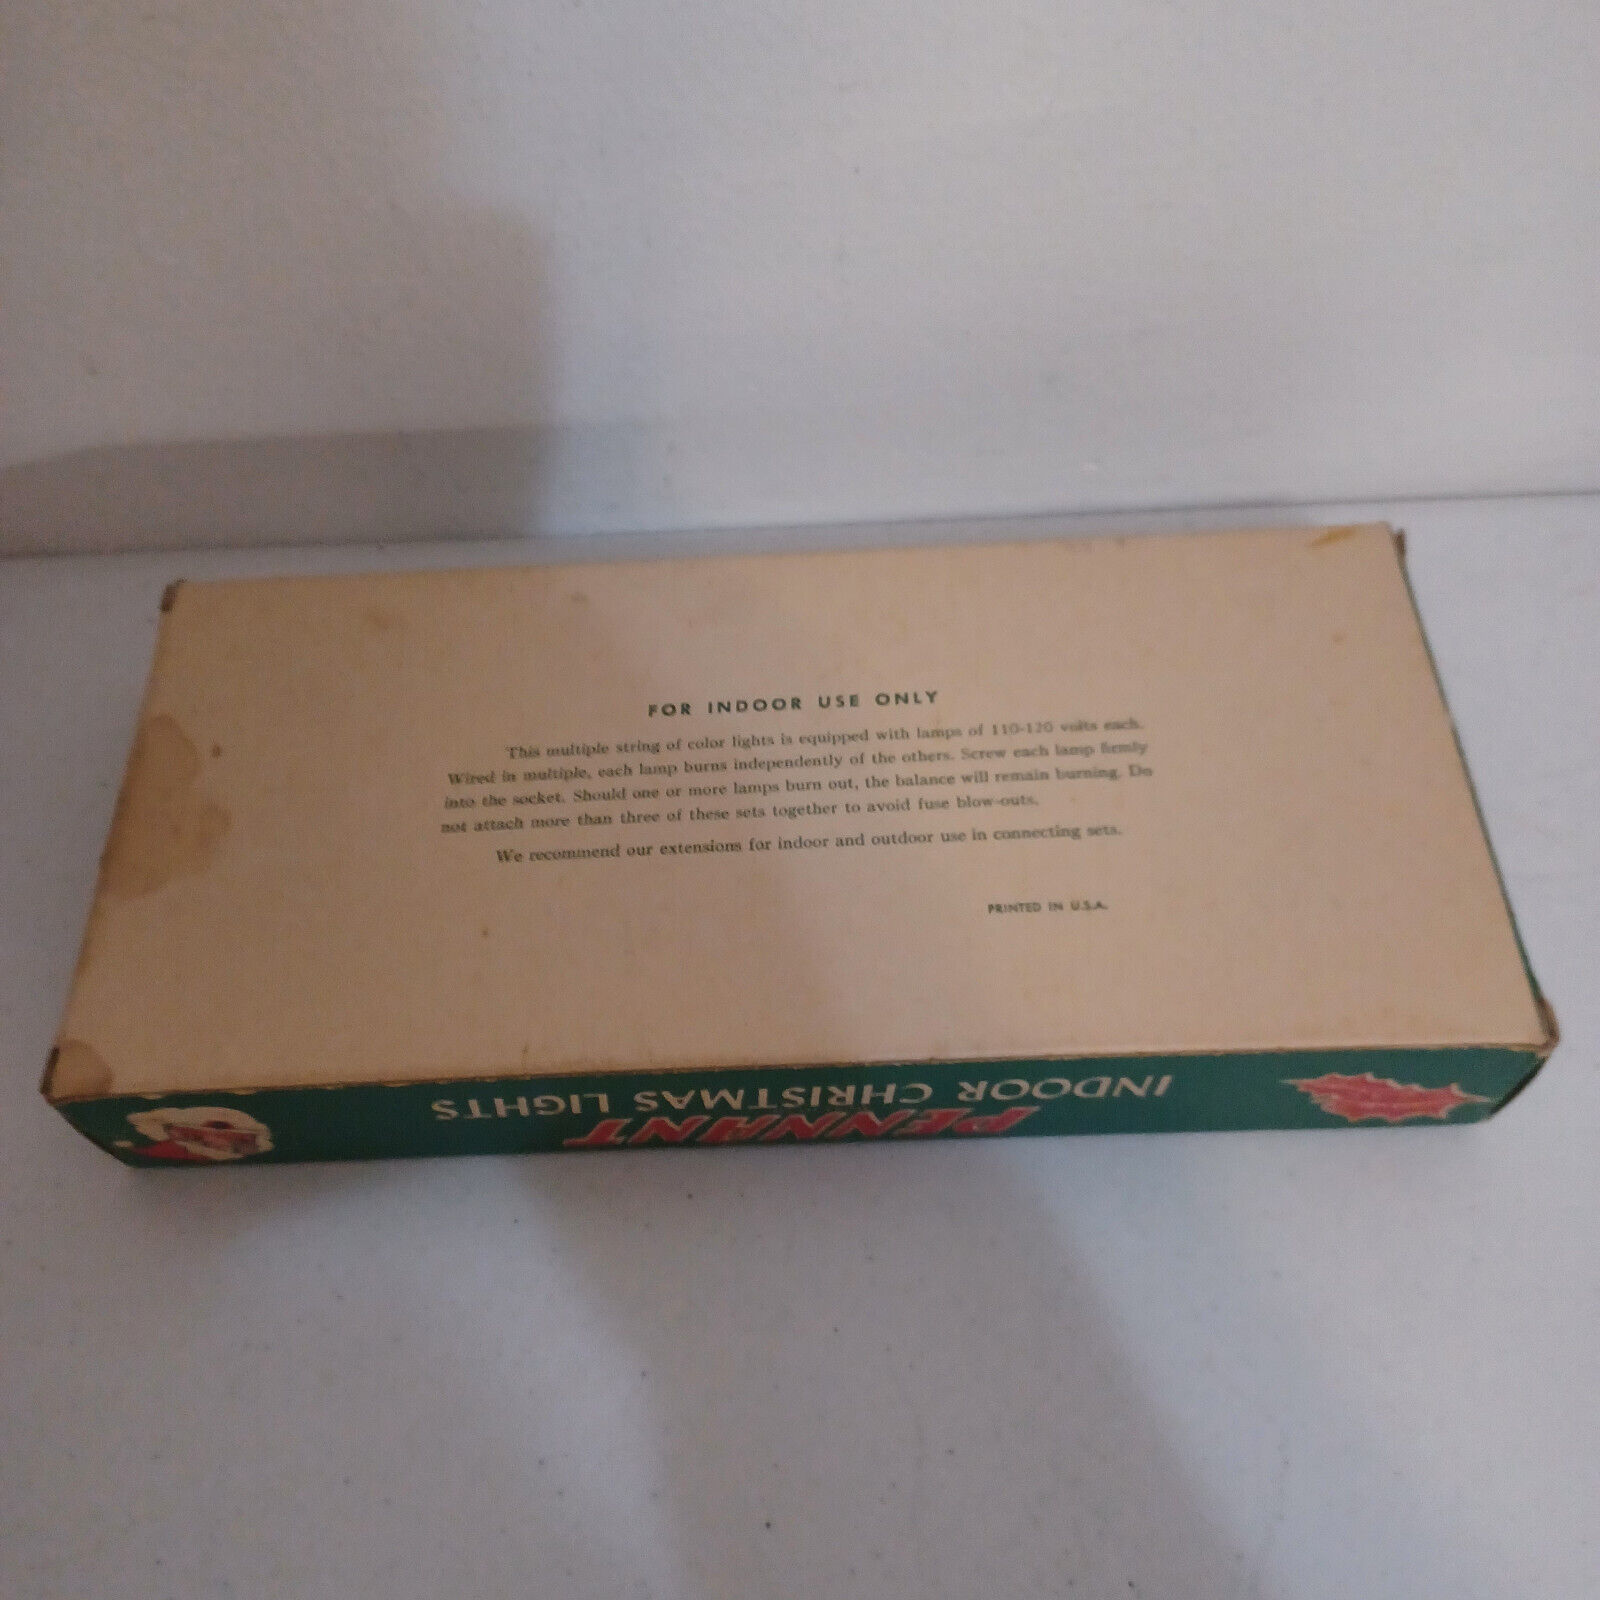 FOR INDOOR USE ONLY
This multiple string of color lights is equipped with lamps of 110-120 volts each.
Wired in multiple, each lamp burns independently of the others. Screw each lamp firmly
into the socket. Should one or more lamps burn out, the balance will remain burning. Do
not attach more than three of these sets together to avoid fuse blow-outs.
We recommend our extensions for indoor and outdoor use in connecting sets.
PRINTED IN U.S.A.
PENNANT
INDOOR CHRISTMAS LIGHTS